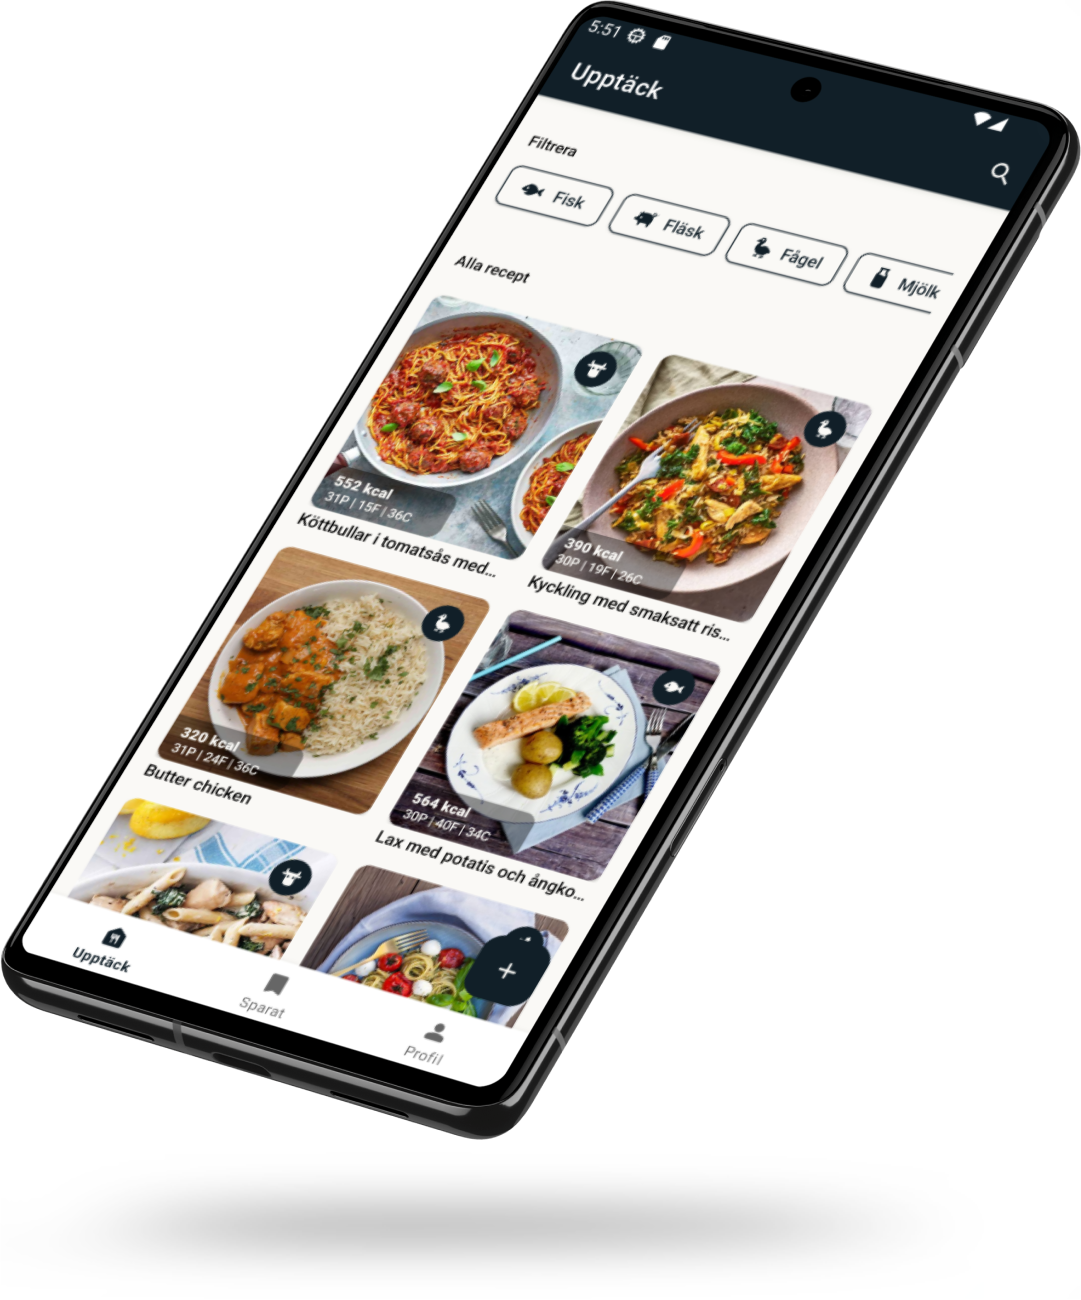 5:51
Upptäck
Filtrera
Fisk
Fläsk
Fågel
Mjölk
Alla recept
552 kcal
31P | 15F | 36C
Köttbullar i tomatsås med...
390 kcal
30P | 19F | 26C
Kyckling med smaksatt ris...
320 kcal
31P | 24F | 36C
Butter chicken
564 kcal
30P | 40F | 34C
Lax med potatis och ångko...
+
Upptäck
Sparat
Profil